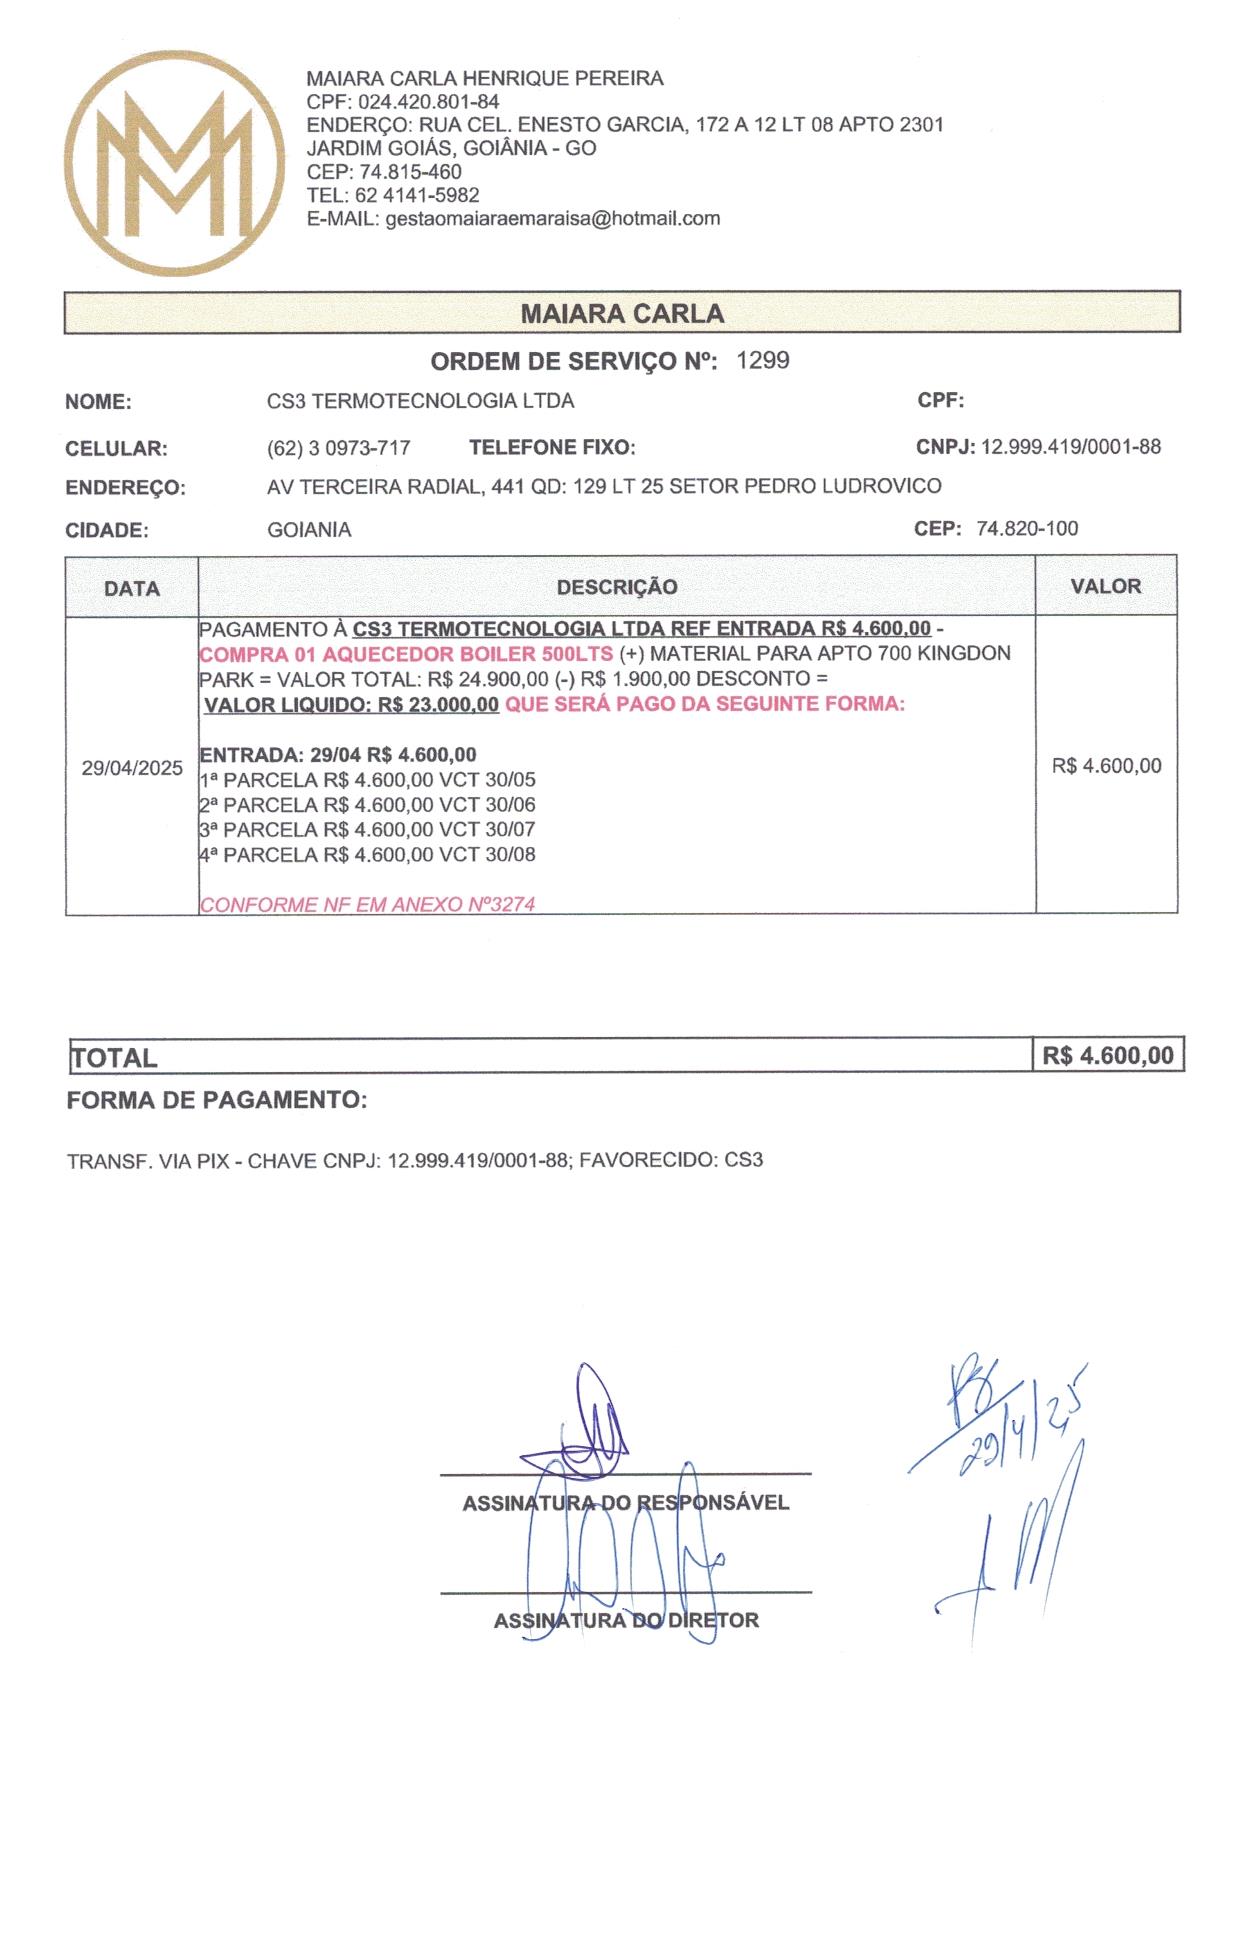 MAIARA CARLA HENRIQUE PEREIRA
CPF: 024.420.801-84
ENDERÇO: RUA CEL. ENESTO GARCIA, 172 A 12 LT 08 APTO 2301
JARDIM GOIÁS, GOIÂNIA - GO
CEP: 74.815-460
TEL: 62 4141-5982
E-MAIL: gestaomaiaraemaraisa@hotmail.com
MAIARA CARLA
ORDEM DE SERVIÇO Nº: 1299
NOME: CS3 TERMOTECNOLOGIA LTDA CPF:
CELULAR: (62) 3 0973-717 TELEFONE FIXO: CNPJ: 12.999.419/0001-88
ENDEREÇO: AV TERCEIRA RADIAL, 441 QD: 129 LT 25 SETOR PEDRO LUDROVICO
CIDADE: GOIANIA CEP: 74.820-100
DATA DESCRIÇÃO VALOR
PAGAMENTO À CS3 TERMOTECNOLOGIA LTDA REF ENTRADA R$ 4.600,00 -
COMPRA 01 AQUECEDOR BOILER 500LTS (+) MATERIAL PARA APTO 700 KINGDON
PARK = VALOR TOTAL: R$ 24.900,00 (-) R$ 1.900,00 DESCONTO =
VALOR LIQUIDO: R$ 23.000,00 QUE SERÁ PAGO DA SEGUINTE FORMA:
ENTRADA: 29/04 R$ 4.600,00
29/04/2025 R$ 4.600,00
1ª PARCELA R$ 4.600,00 VCT 30/05
2ª PARCELA R$ 4.600,00 VCT 30/06
3ª PARCELA R$ 4.600,00 VCT 30/07
4ª PARCELA R$ 4.600,00 VCT 30/08
CONFORME NF EM ANEXO Nº3274
TOTAL R$ 4.600,00
FORMA DE PAGAMENTO:
TRANSF. VIA PIX - CHAVE CNPJ: 12.999.419/0001-88; FAVORECIDO: CS3
29/4/25
ASSINATURA DO RESPONSÁVEL
ASSINATURA DO DIRETOR